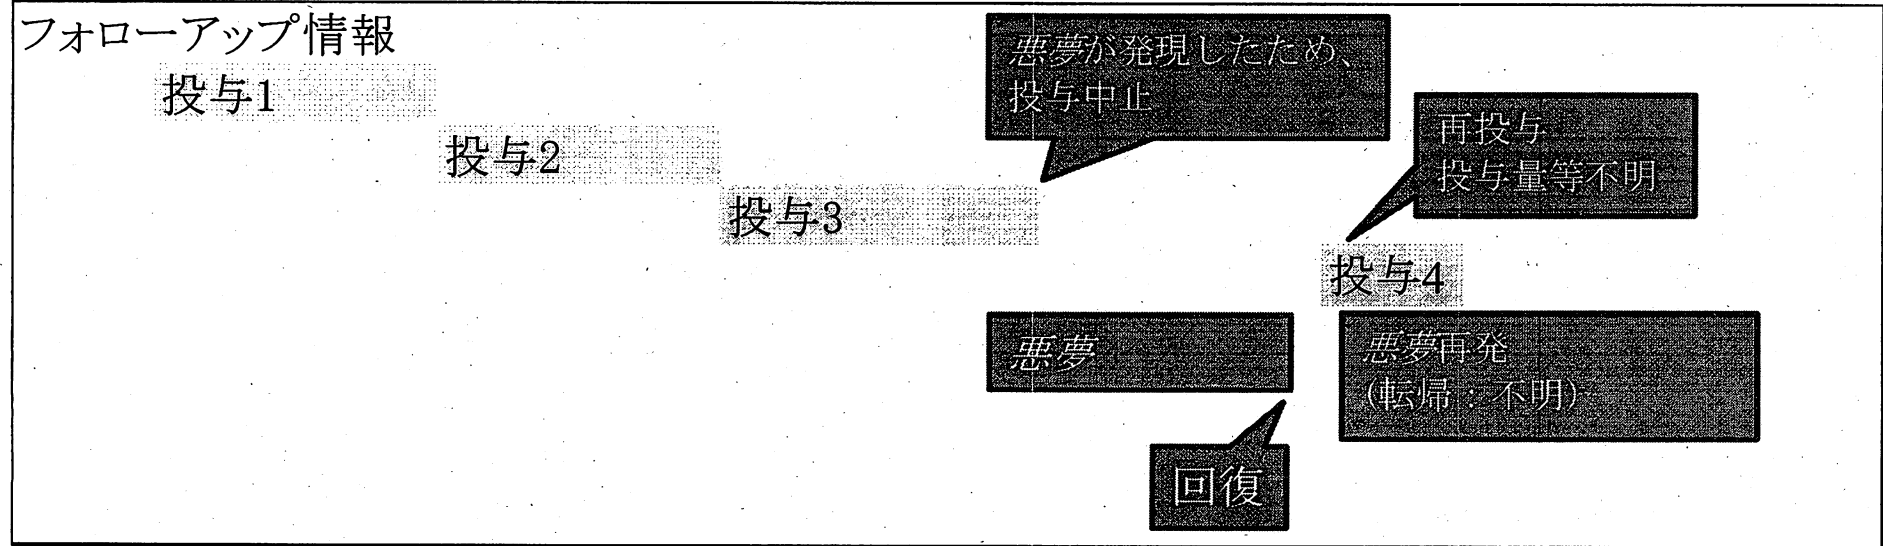 フォローアップ情報
投与1
投与2
投与3
悪夢が発現したため、
投与中止
再投与
投与量等不明
投与4
悪夢
悪夢再発
(転帰：不明)
回復